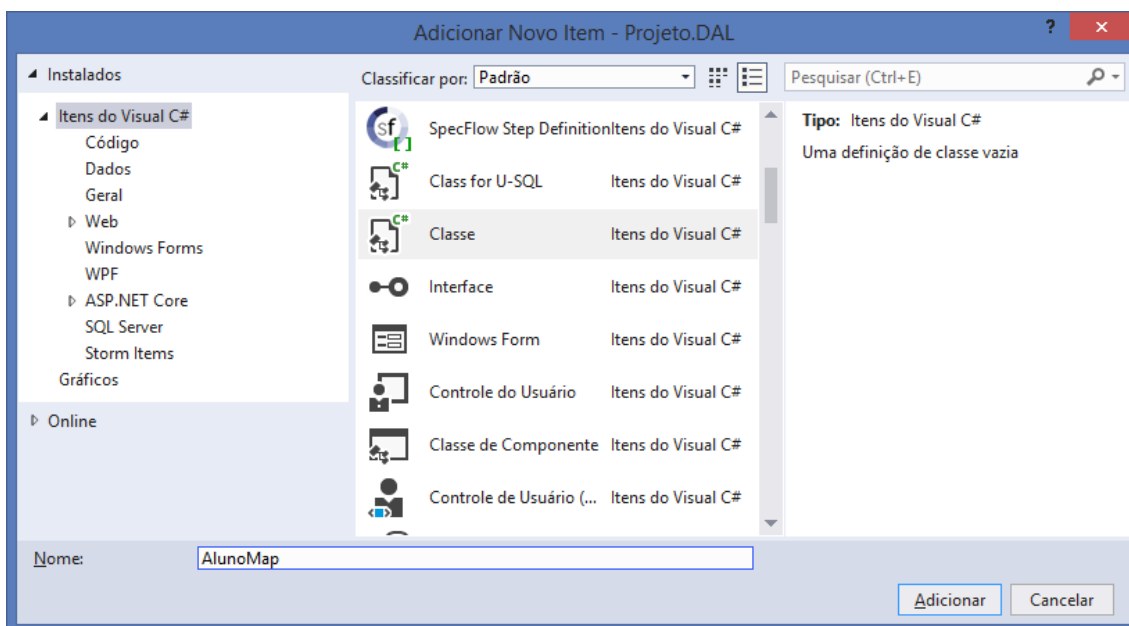 Adicionar Novo Item - Projeto.DAL
?
Instalados
Classificar por: Padrão
Pesquisar (Ctrl+E)
Itens do Visual C#
Código
Dados
Geral
Web
Windows Forms
WPF
ASP.NET Core
SQL Server
Storm Items
Gráficos
Online
sf
SpecFlow Step Definition Itens do Visual C#
C#
Class for U-SQL Itens do Visual C#
C#
Classe Itens do Visual C#
Interface Itens do Visual C#
Windows Form Itens do Visual C#
Controle do Usuário Itens do Visual C#
Classe de Componente Itens do Visual C#
Controle de Usuário (... Itens do Visual C#
Tipo: Itens do Visual C#
Uma definição de classe vazia
Nome: AlunoMap
Adicionar Cancelar